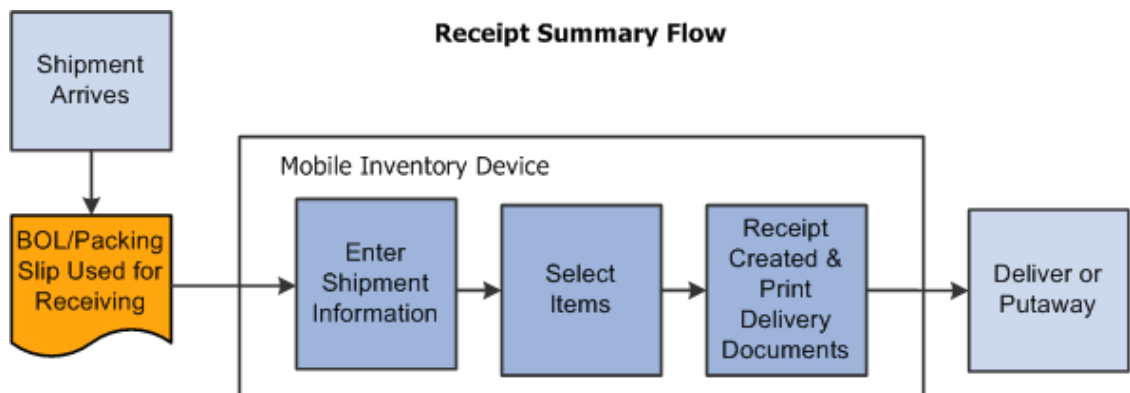 Receipt Summary Flow
Shipment
Arrives
Mobile Inventory Device
BOL/Packing
Slip Used for
Receiving
Enter
Shipment
Information
Select
Items
Receipt
Created &
Print
Delivery
Documents
Deliver or
Putaway